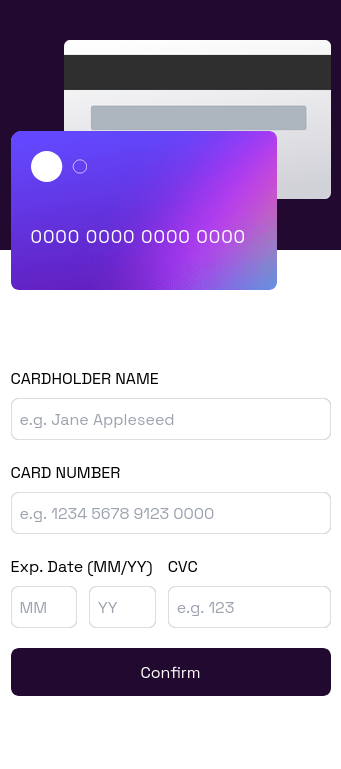 0000 0000 0000 0000
CARDHOLDER NAME
e.g. Jane Appleseed
CARD NUMBER
e.g. 1234 5678 9123 0000
Exp. Date (MM/YY) CVC
MM YY e.g. 123
Confirm